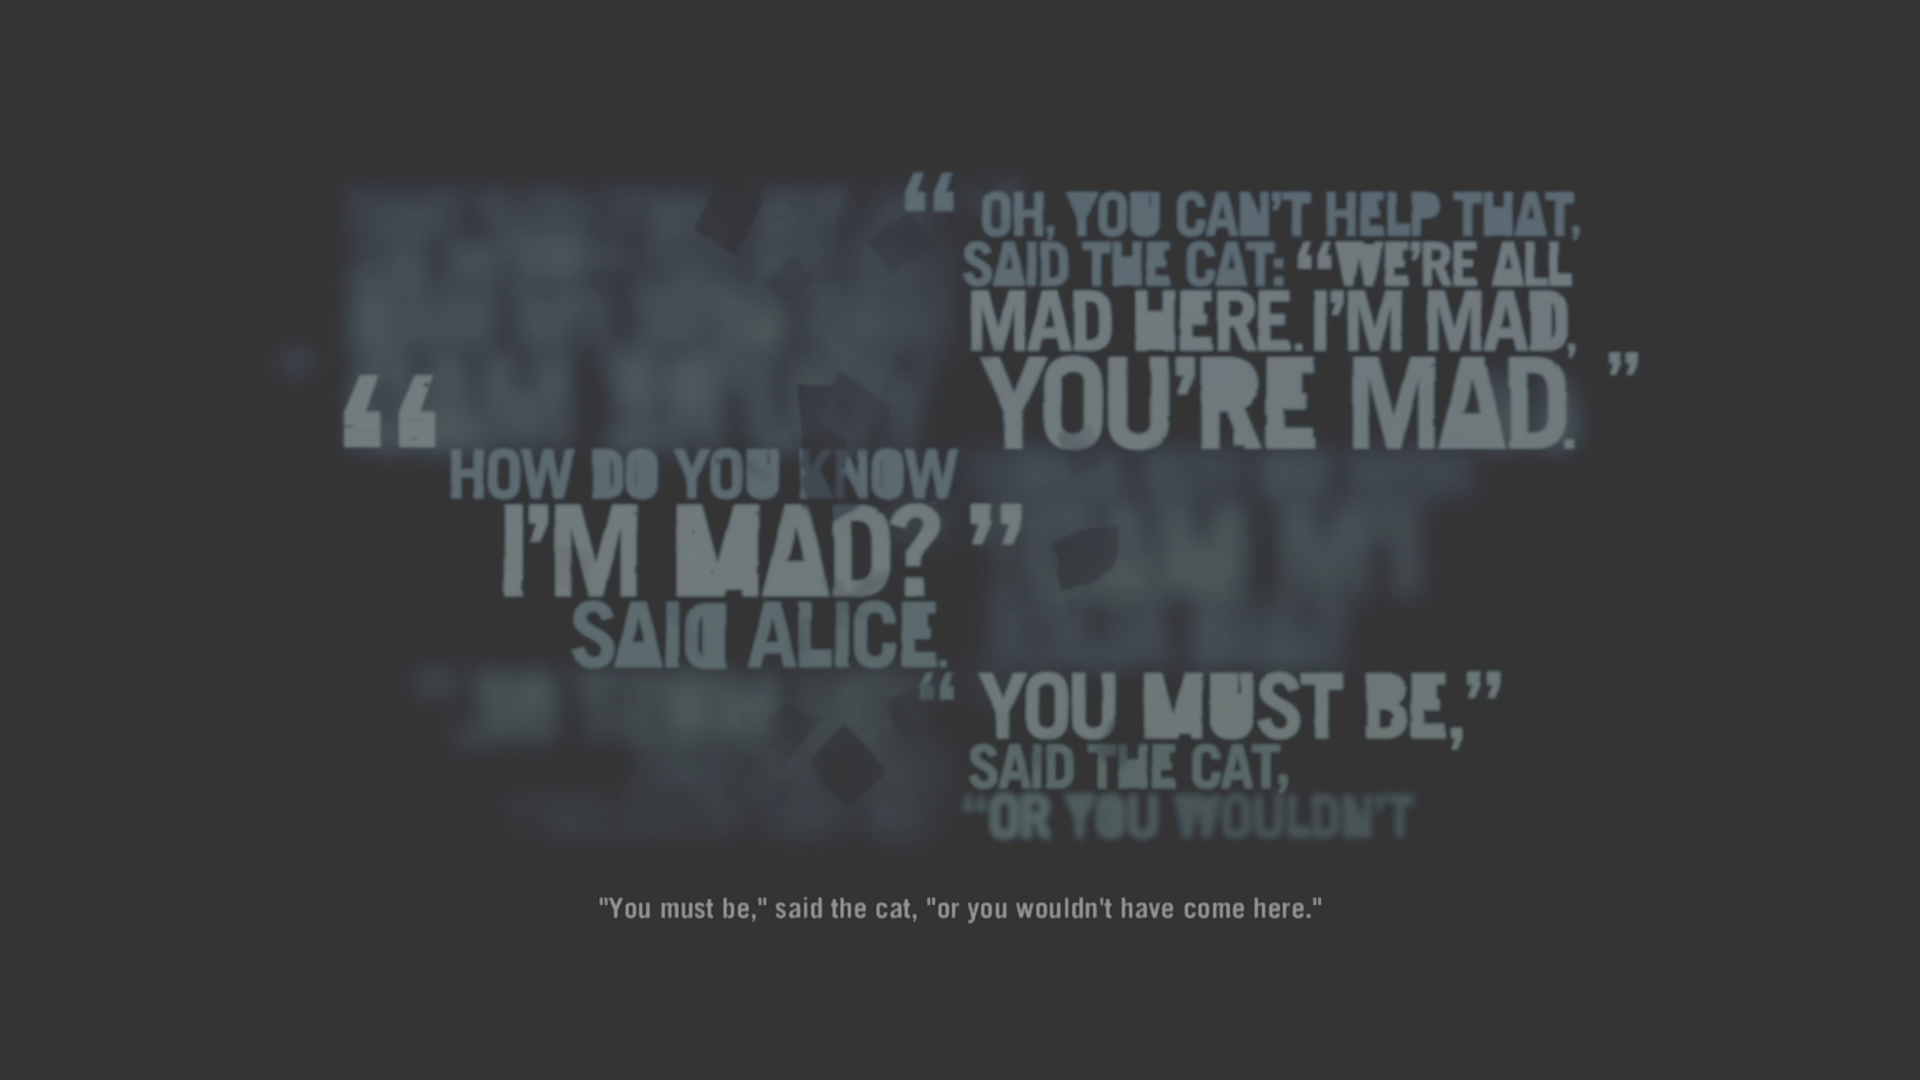 “ OH, YOU CAN’T HELP THAT,
SAID THE CAT: “WE’RE ALL
MAD HERE. I’M MAD,
YOU’RE MAD. ”
“ HOW DO YOU KNOW
I’M MAD? ”
SAID ALICE.
“ YOU MUST BE,”
SAID THE CAT,
“OR YOU WOULDN’T
"You must be," said the cat, "or you wouldn't have come here."